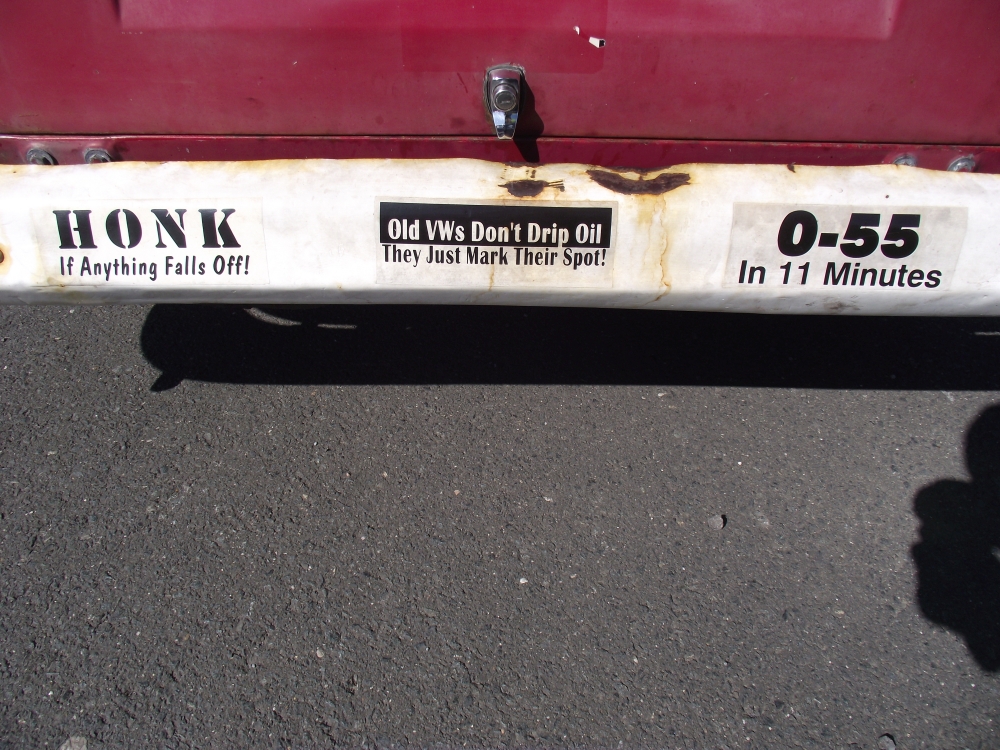 HONK
If Anything Falls Off!
Old VWs Don't Drip Oil
They Just Mark Their Spot!
0-55
In 11 Minutes